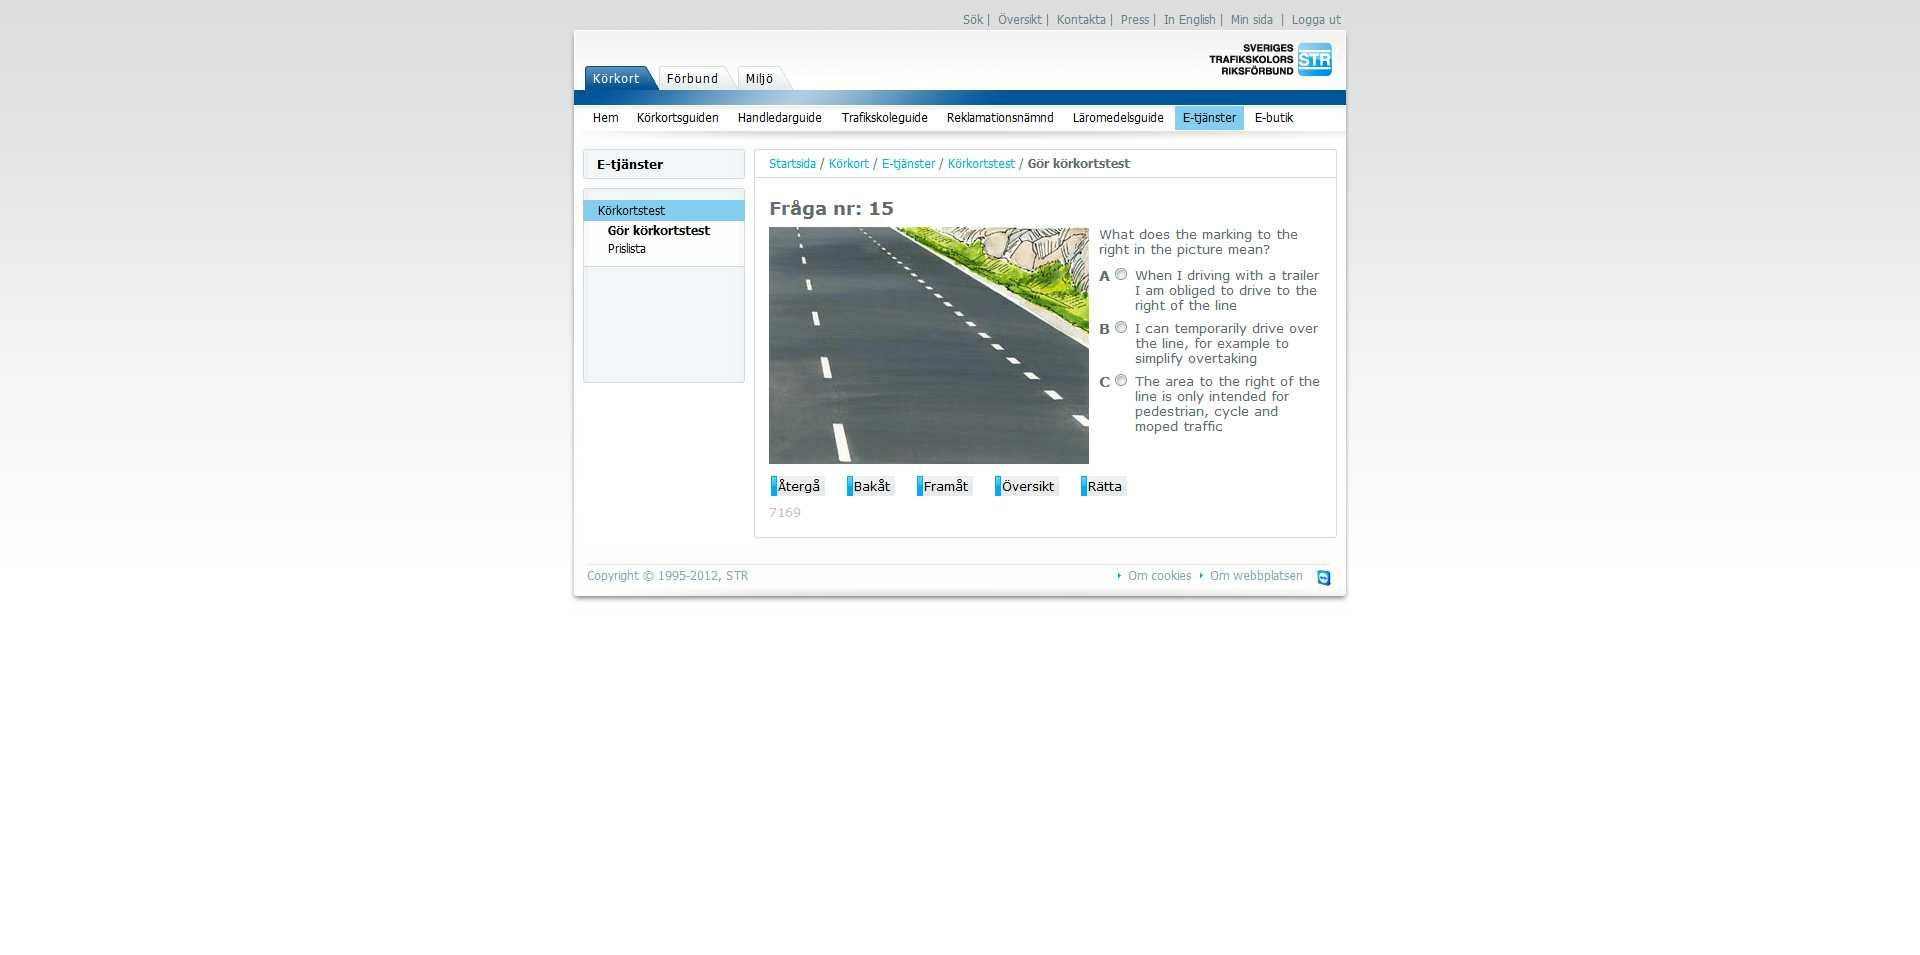 Sök | Översikt | Kontakta | Press | In English | Min sida | Logga ut
SVERIGES
TRAFIKSKOLORS
RIKSFÖRBUND
STR
Körkort Förbund Miljö
Hem Körkortsguiden Handledarguide Trafikskoleguide Reklamationsnämnd Läromedelsguide E-tjänster E-butik
E-tjänster
Körkortstest
Gör körkortstest
Prislista
Startsida / Körkort / E-tjänster / Körkortstest / Gör körkortstest
Fråga nr: 15
What does the marking to the
right in the picture mean?
A When I driving with a trailer
I am obliged to drive to the
right of the line
B I can temporarily drive over
the line, for example to
simplify overtaking
C The area to the right of the
line is only intended for
pedestrian, cycle and
moped traffic
Återgå Bakåt Framåt Översikt Rätta
7169
Copyright © 1995-2012, STR Om cookies Om webbplatsen